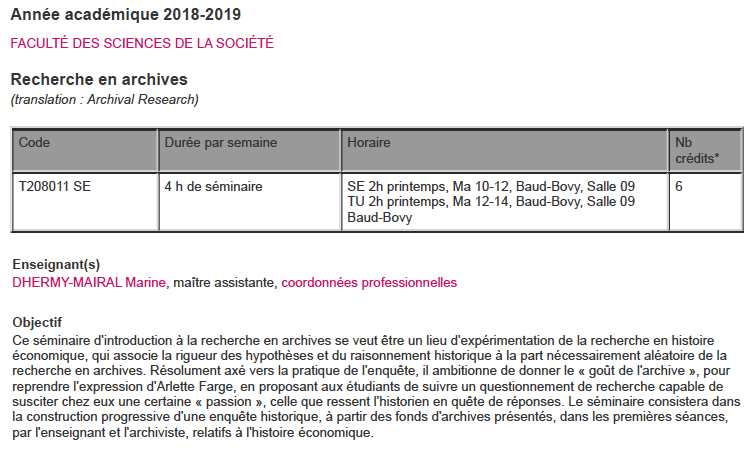 Année académique 2018-2019
FACULTÉ DES SCIENCES DE LA SOCIÉTÉ
Recherche en archives
(translation : Archival Research)
Code Durée par semaine Horaire Nb crédits*
T208011 SE 4 h de séminaire SE 2h printemps, Ma 10-12, Baud-Bovy, Salle 09 6
TU 2h printemps, Ma 12-14, Baud-Bovy, Salle 09
Baud-Bovy
Enseignant(s)
DHERMY-MAIRAL Marine, maître assistante, coordonnées professionnelles
Objectif
Ce séminaire d'introduction à la recherche en archives se veut être un lieu d'expérimentation de la recherche en histoire
économique, qui associe la rigueur des hypothèses et du raisonnement historique à la part nécessairement aléatoire de la
recherche en archives. Résolument axé vers la pratique de l'enquête, il ambitionne de donner le « goût de l'archive », pour
reprendre l'expression d'Arlette Farge, en proposant aux étudiants de suivre un questionnement de recherche capable de
susciter chez eux une certaine « passion », celle que ressent l'historien en quête de réponses. Le séminaire consistera dans
la construction progressive d'une enquête historique, à partir des fonds d'archives présentés, dans les premières séances,
par l'enseignant et l'archiviste, relatifs à l'histoire économique.